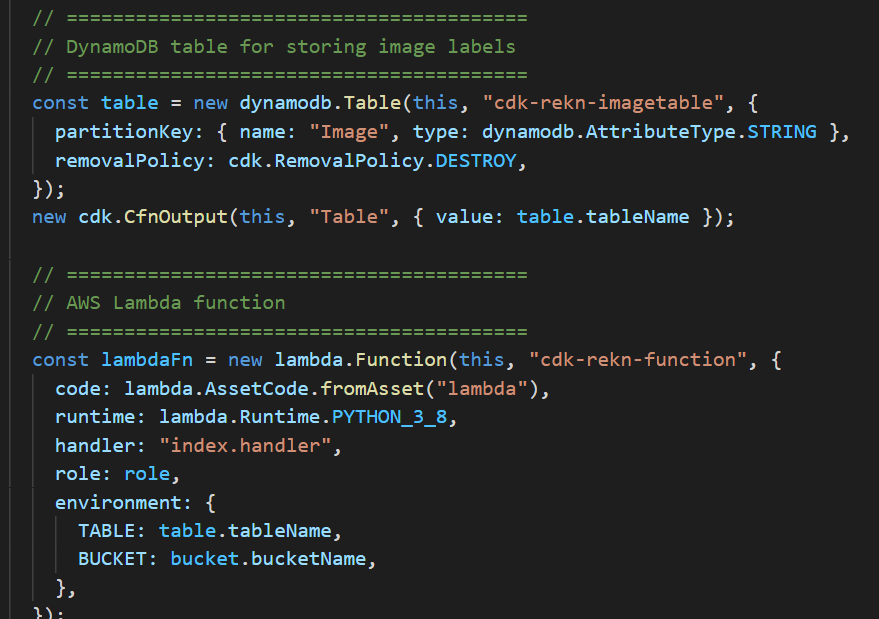 // ========================================
// DynamoDB table for storing image labels
// ========================================
const table = new dynamodb.Table(this, "cdk-rekn-imagetable", {
  partitionKey: { name: "Image", type: dynamodb.AttributeType.STRING },
  removalPolicy: cdk.RemovalPolicy.DESTROY,
});
new cdk.CfnOutput(this, "Table", { value: table.tableName });

// ========================================
// AWS Lambda function
// ========================================
const lambdaFn = new lambda.Function(this, "cdk-rekn-function", {
  code: lambda.AssetCode.fromAsset("lambda"),
  runtime: lambda.Runtime.PYTHON_3_8,
  handler: "index.handler",
  role: role,
  environment: {
    TABLE: table.tableName,
    BUCKET: bucket.bucketName,
  },
});